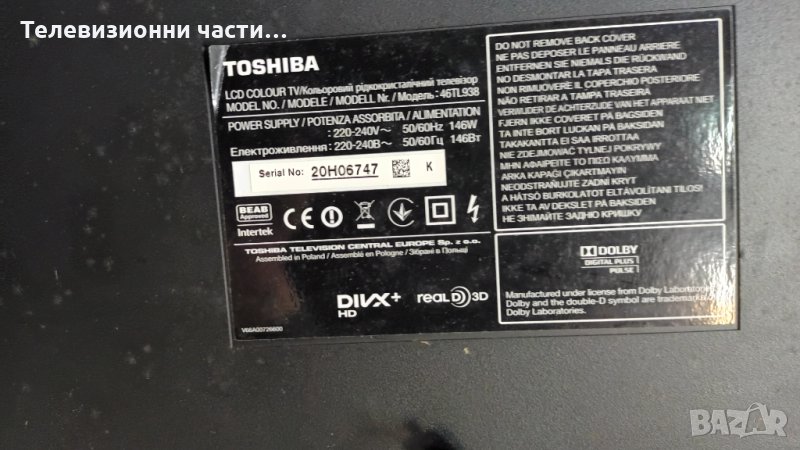 Телевизионни части...
TOSHIBA
LCD COLOUR TV/Кольоровий рідкокристалічний телевізор
MODEL NO. / MODELE / MODELL Nr. / Модель: 46TL938
POWER SUPPLY / POTENZA ASSORBITA / ALIMENTATION
: 220-240V~ 50/60Hz 146W
Електроживлення : 220-240В~ 50/60Гц 146Вт
Serial No: 20H06747 K
BEAB
Approved
Intertek
TOSHIBA TELEVISION CENTRAL EUROPE Sp. z o.o.
Assembled in Poland / Assemblé en Pologne / Зібрані в Польщі
DIVX+
HD
REAL D 3D
V66A00726600
DO NOT REMOVE BACK COVER
NE PAS DEPOSER LE PANNEAU ARRIERE
ENTFERNEN SIE NIEMALS DIE RÜCKWAND
NO DESMONTAR LA TAPA TRASERA
NON RIMUOVERE IL COPERCHIO POSTERIORE
NÃO RETIRAR A TAMPA TRASEIRA
VERWIJDER DE ACHTERZIJDE VAN HET APPARAAT NIET
FJERN IKKE COVERET PÅ BAGSIDEN
TA INTE BORT LUCKAN PÅ BAKSIDAN
TAKAKANTTA EI SAA IRROTTAA
NIE ZDEJMOWAĆ TYLNEJ POKRYWY
ΜΗΝ ΑΦΑΙΡΕΙΤΕ ΤΟ ΠΙΣΩ ΚΑΛΥΜΜΑ
ARKA KAPAĞI ÇIKARTMAYIN
NEODSTRAŇUJTE ZADNÍ KRYT
A HÁTSÓ BURKOLATOT ELTÁVOLÍTANI TILOS!
IKKE TA AV DEKSLET PÅ BAKSIDEN
НЕ ЗНІМАЙТЕ ЗАДНЮ КРИШКУ
DOLBY
DIGITAL PLUS
PULSE
Manufactured under license from Dolby Laboratories.
Dolby and the double-D symbol are trademarks of
Dolby Laboratories.
BAZAR